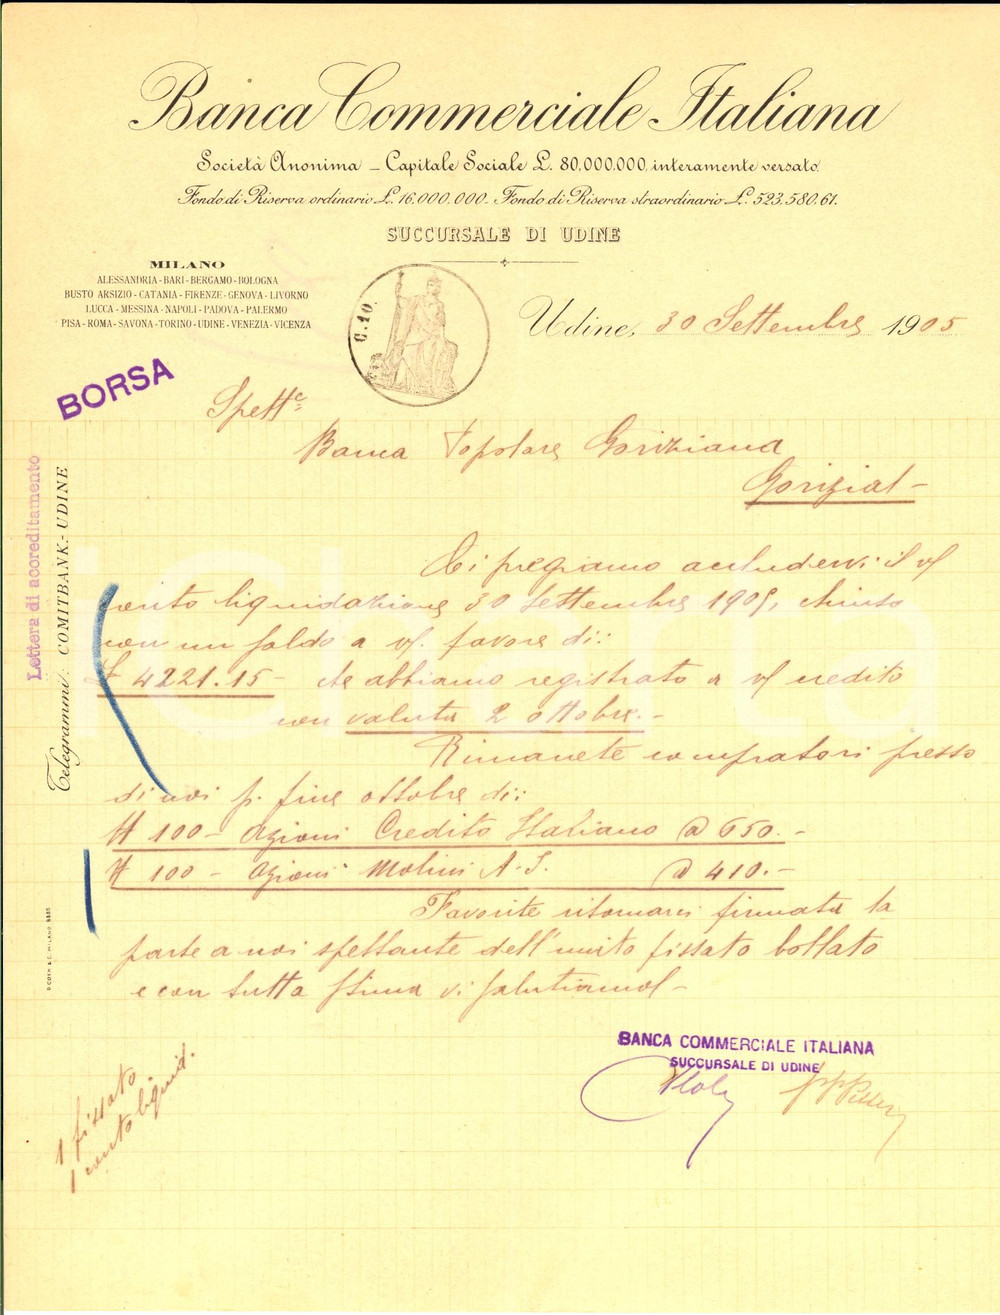 Banca Commerciale Italiana
Società Anonima - Capitale Sociale L. 80.000.000 interamente versato.
Fondo di Riserva ordinario L. 16.000.000. Fondo di Riserva straordinario L. 523.580.61.
SUCCURSALE DI UDINE
MILANO
ALESSANDRIA - BARI - BERGAMO - BOLOGNA
BUSTO ARSIZIO - CATANIA - FIRENZE - GENOVA - LIVORNO
LUCCA - MESSINA - NAPOLI - PADOVA - PALERMO
PISA - ROMA - SAVONA - TORINO - UDINE - VENEZIA - VICENZA
C. 10.
Udine, 30 Settembre 1905
BORSA
Spett.e
Banca Popolare Goriziana
Gorizia
Lettera di accreditamento
Telegrammi: COMITBANK - UDINE
Ci pregiamo accludervi il v/
conto liquidazione 30 Settembre 1905, chiuso
con un saldo a v/. favore di:
£ 4221.15 - che abbiamo registrato a v/ credito
con valuta 2 ottobre. -
Rimanete compratori presso
di noi p. fine ottobre di:
N 100 - Azioni Credito Italiano @ 650. -
N 100 - Azioni Molini A. I. @ 410. -
Favorite ritornarci firmata la
parte a noi spettante dell'unito fissato bollato
e con tutta stima vi salutiamo -
BANCA COMMERCIALE ITALIANA
SUCCURSALE DI UDINE
1 fissato
1 conto liquid.
iCharta